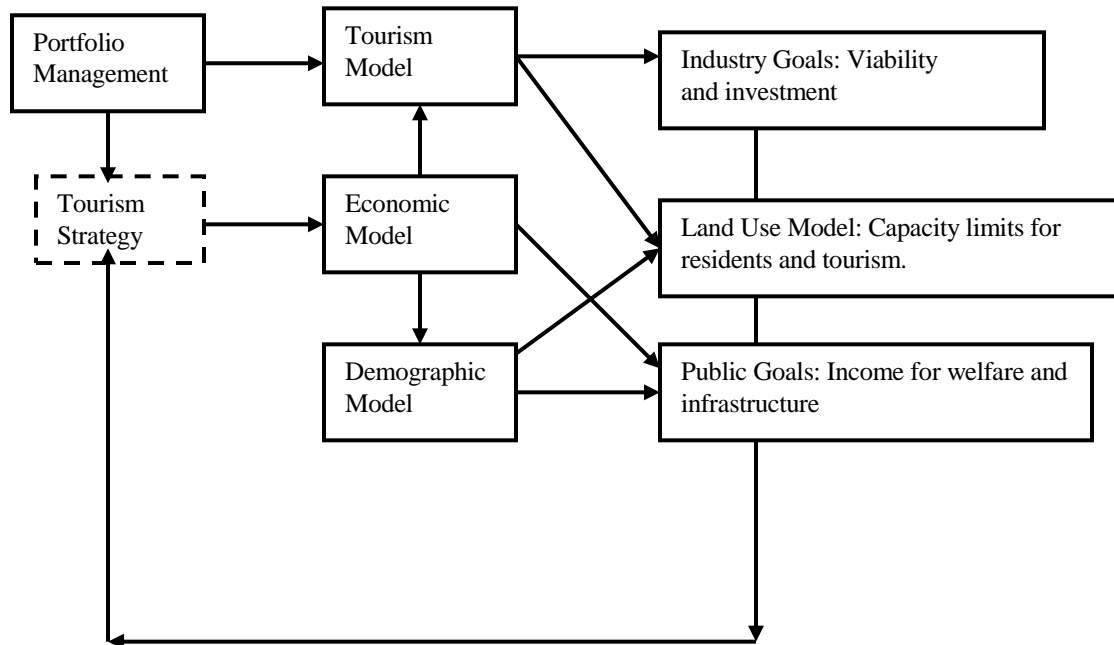 Portfolio
Management
Tourism
Model
Industry Goals: Viability
and investment
Tourism
Strategy
Economic
Model
Land Use Model: Capacity limits for
residents and tourism.
Demographic
Model
Public Goals: Income for welfare and
infrastructure